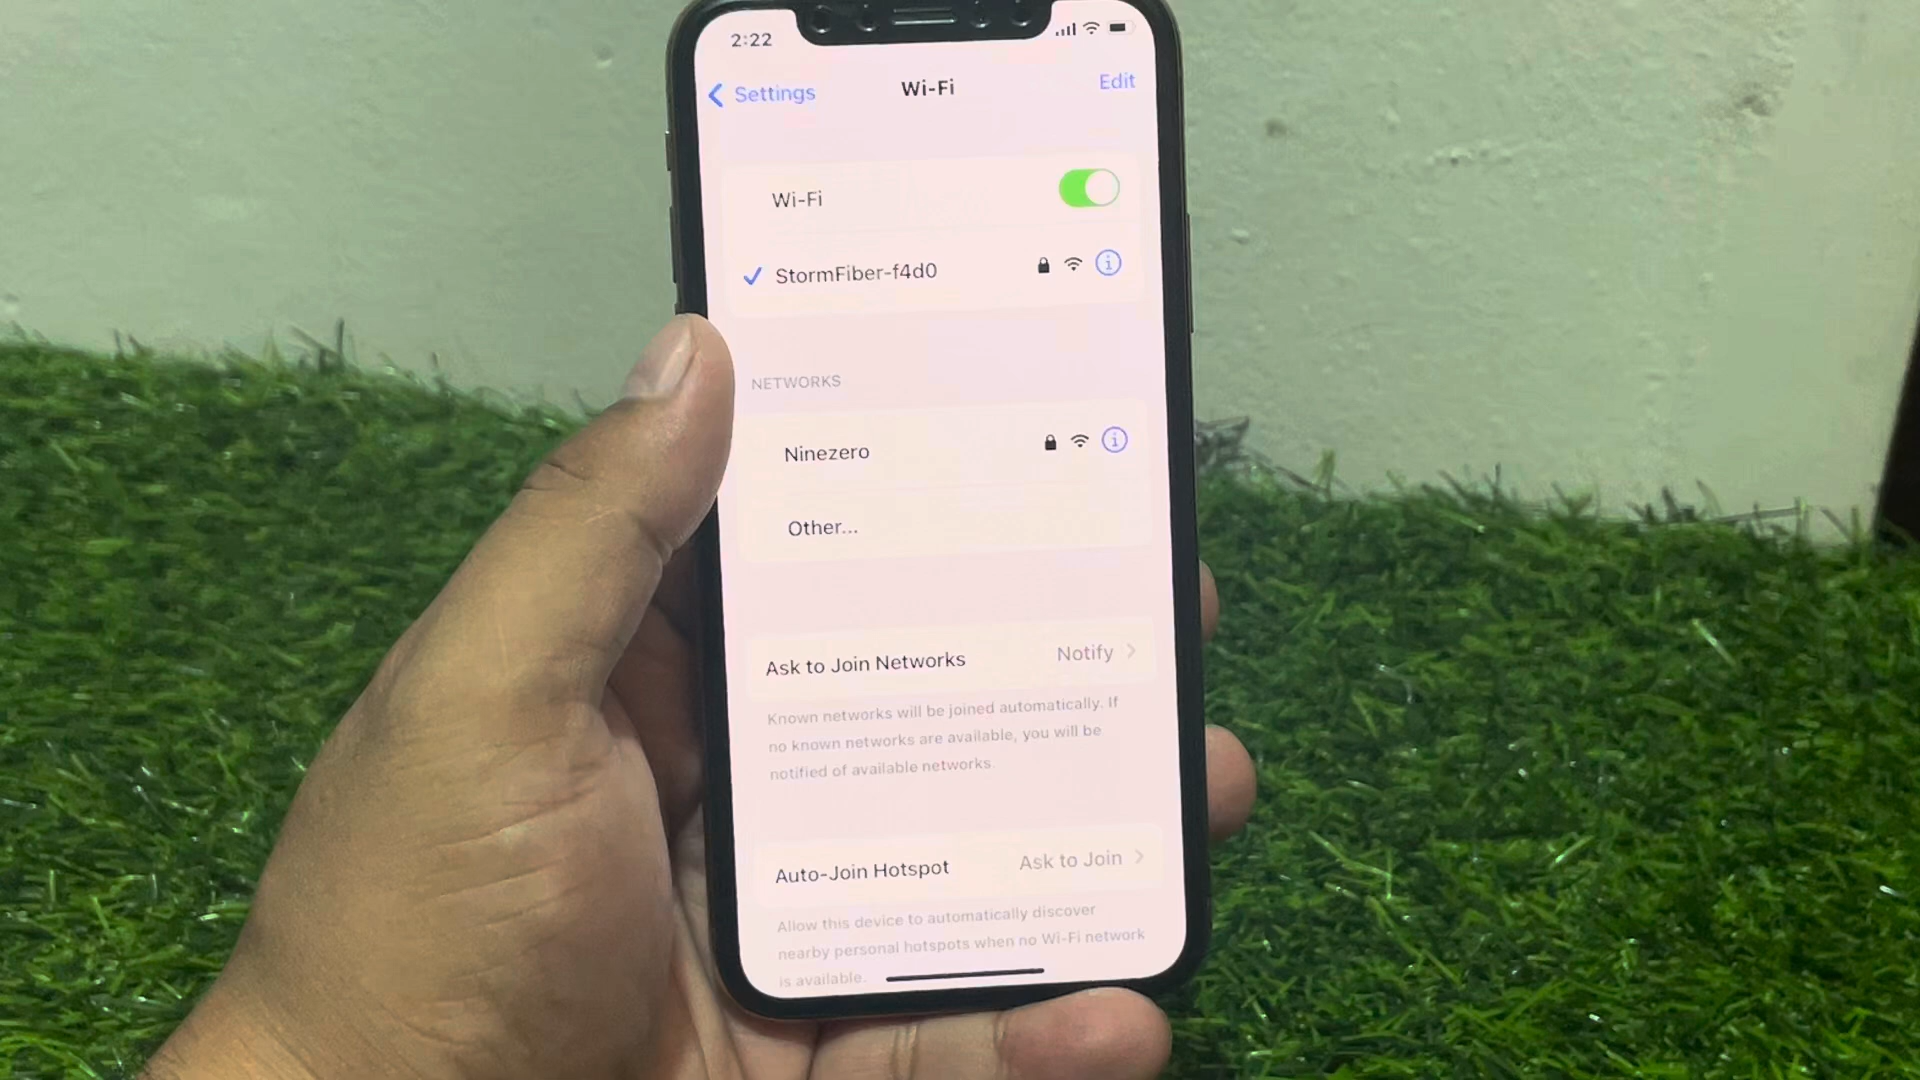 2:22
Settings
Wi-Fi
Edit
Wi-Fi
StormFiber-f4d0
NETWORKS
Ninezero
Other...
Ask to Join Networks
Notify
Known networks will be joined automatically. If
no known networks are available, you will be
notified of available networks.
Auto-Join Hotspot
Ask to Join
Allow this device to automatically discover
nearby personal hotspots when no Wi-Fi network
is available.